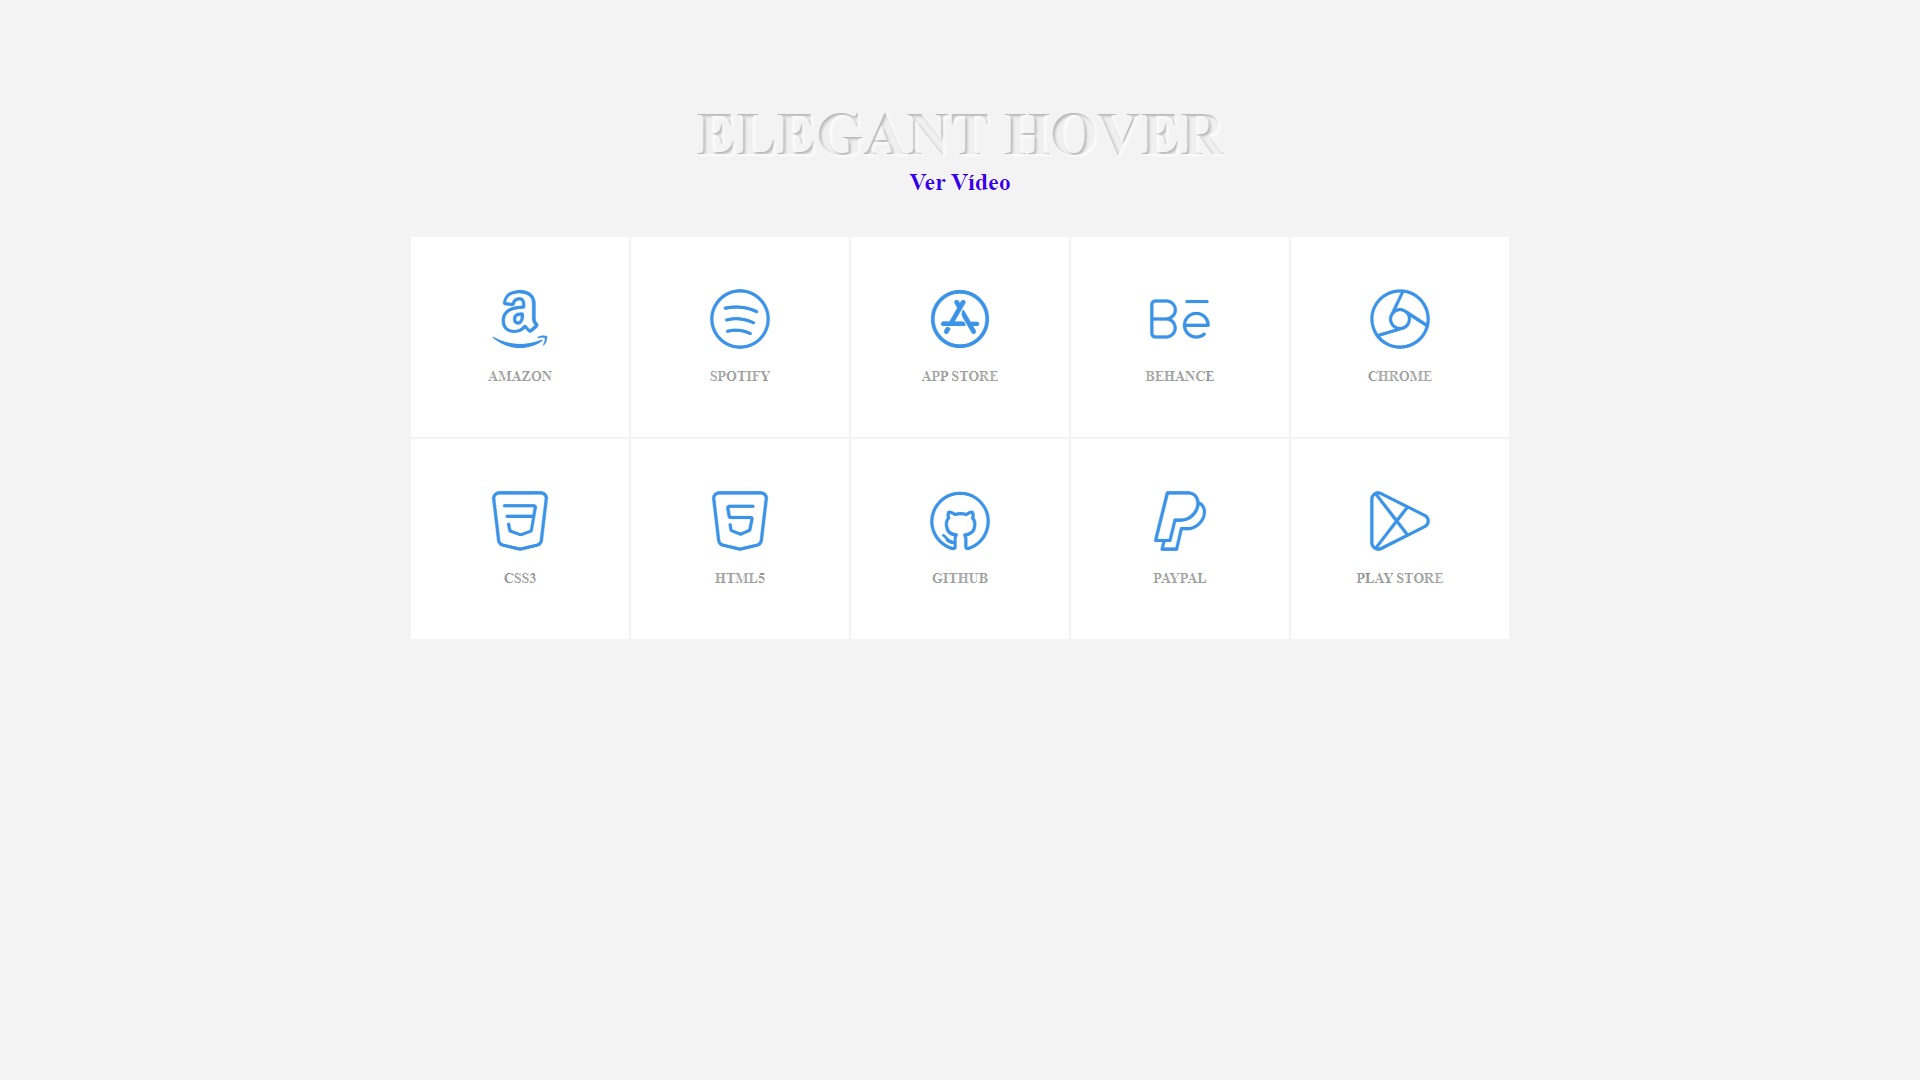 ELEGANT HOVER
Ver Vídeo
AMAZON
SPOTIFY
APP STORE
BEHANCE
CHROME
CSS3
HTML5
GITHUB
PAYPAL
PLAY STORE